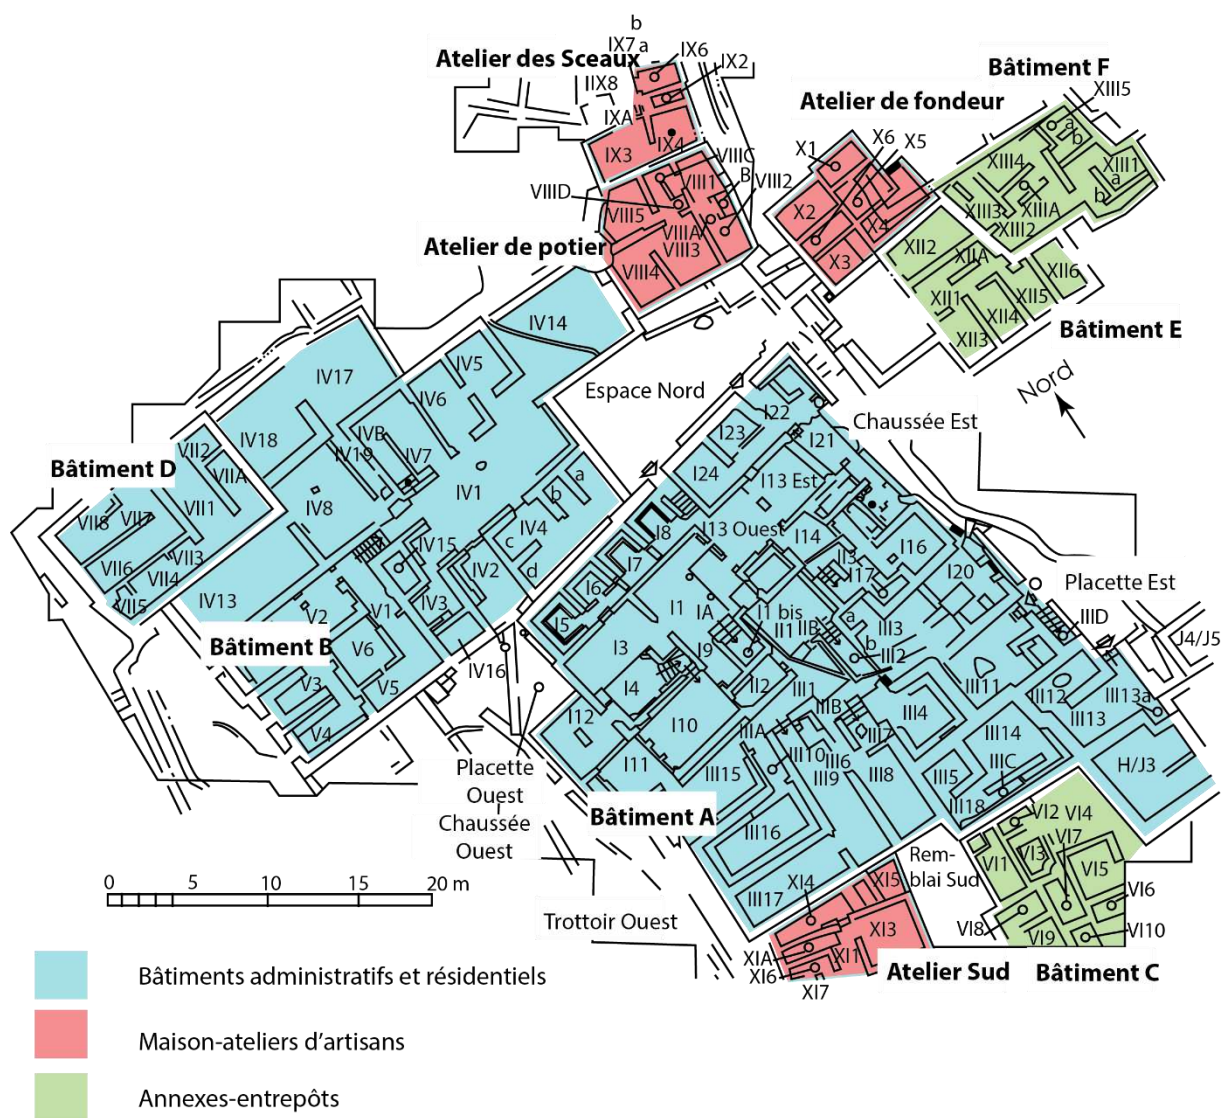 b
IX7 a
IX6
Atelier des Sceaux
IX2
IIX8
IXA
IX4
IX3
Bâtiment F
XIII5
Atelier de fondeur
X6
X5
X1
a
b
XIII4
XIII1
a
b
VIIIC
VIII1
B
VIII2
VIIID
VIII5
VIIIA
VIII3
VIII4
Atelier de potier
X2
X4
X3
XIII3
XIIIA
XIII2
XII2
XIIA
XII6
XII1
XII5
XII4
XII3
Bâtiment E
Nord
IV14
IV5
IV17
IV6
Espace Nord
I22
Chaussée Est
I23
I21
IVB
IV18
IV19
IV7
VII2
VIIA
Bâtiment D
I24
I13 Est
IV1
a
b
VII8
VII7
VII1
IV8
IV4
c
d
I8
I13 Ouest
I14
I16
VII6
VII3
VII4
VII5
IV15
IV2
I7
I6
I5
II3
I17
I20
Placette Est
IIID
IV13
V2
V1
IV3
I1
IA
I1 bis
II1
IIB
a
b
III3
III2
J4/J5
Bâtiment B
V6
IV16
I3
I9
I4
II2
III1
III11
III12
III13a
III13
V3
V5
V4
I12
I10
IIIA
IIIB
III4
III7
III14
Placette
Ouest
Chaussée
Ouest
I11
III15
III10
III6
III9
III8
III5
IIIC
III18
H/J3
Bâtiment A
III16
Rem-
blai Sud
VI2
VI4
VI7
VI1
VI3
VI5
VI6
0 5 10 15 20 m
III17
XI4
XI5
Trottoir Ouest
XI3
VI8
VI9
VI10
XIA
XI1
XI6
XI7
Atelier Sud
Bâtiment C
Bâtiments administratifs et résidentiels
Maison-ateliers d'artisans
Annexes-entrepôts